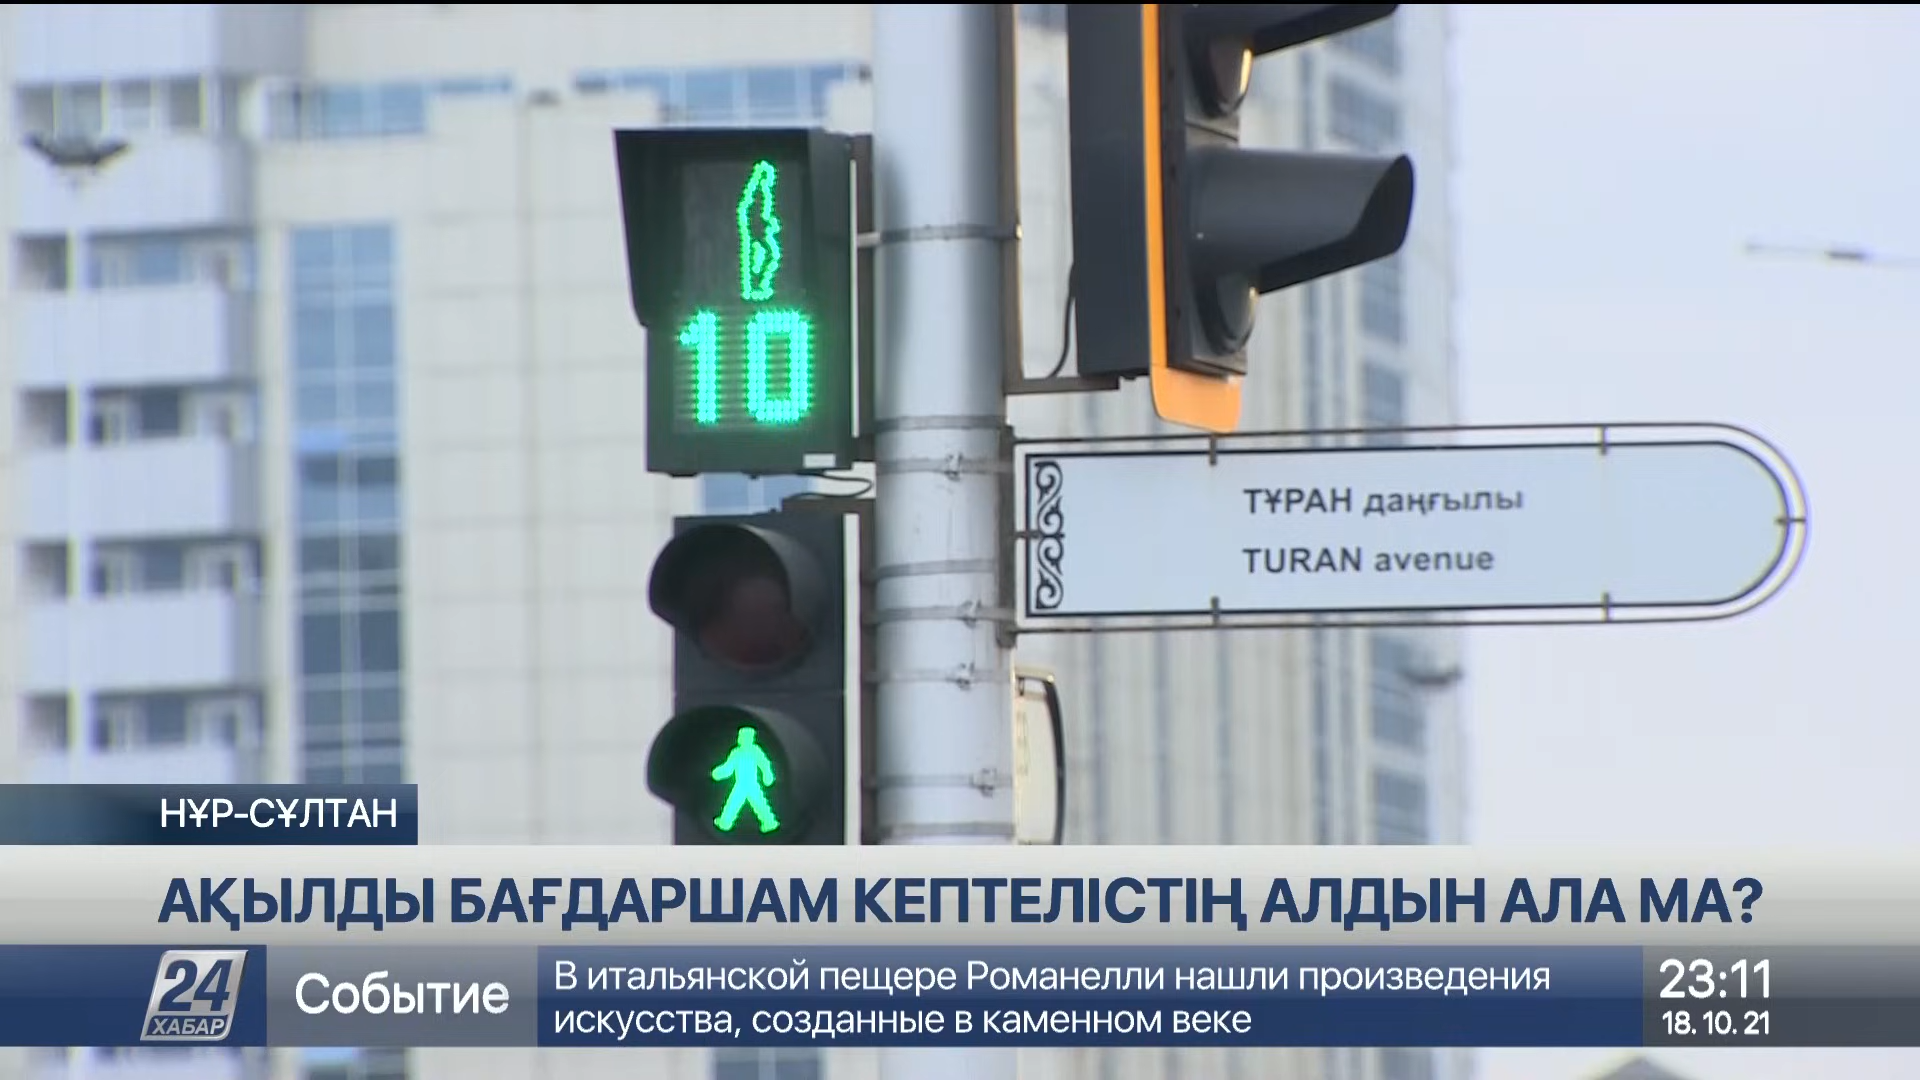 10
ТҰРАН даңғылы
TURAN avenue
НҰР-СҰЛТАН
АҚЫЛДЫ БАҒДАРШАМ КЕПТЕЛІСТІҢ АЛДЫН АЛА МА?
24
ХАБАР
Событие
В итальянской пещере Романелли нашли произведения
искусства, созданные в каменном веке
23:11
18. 10. 21